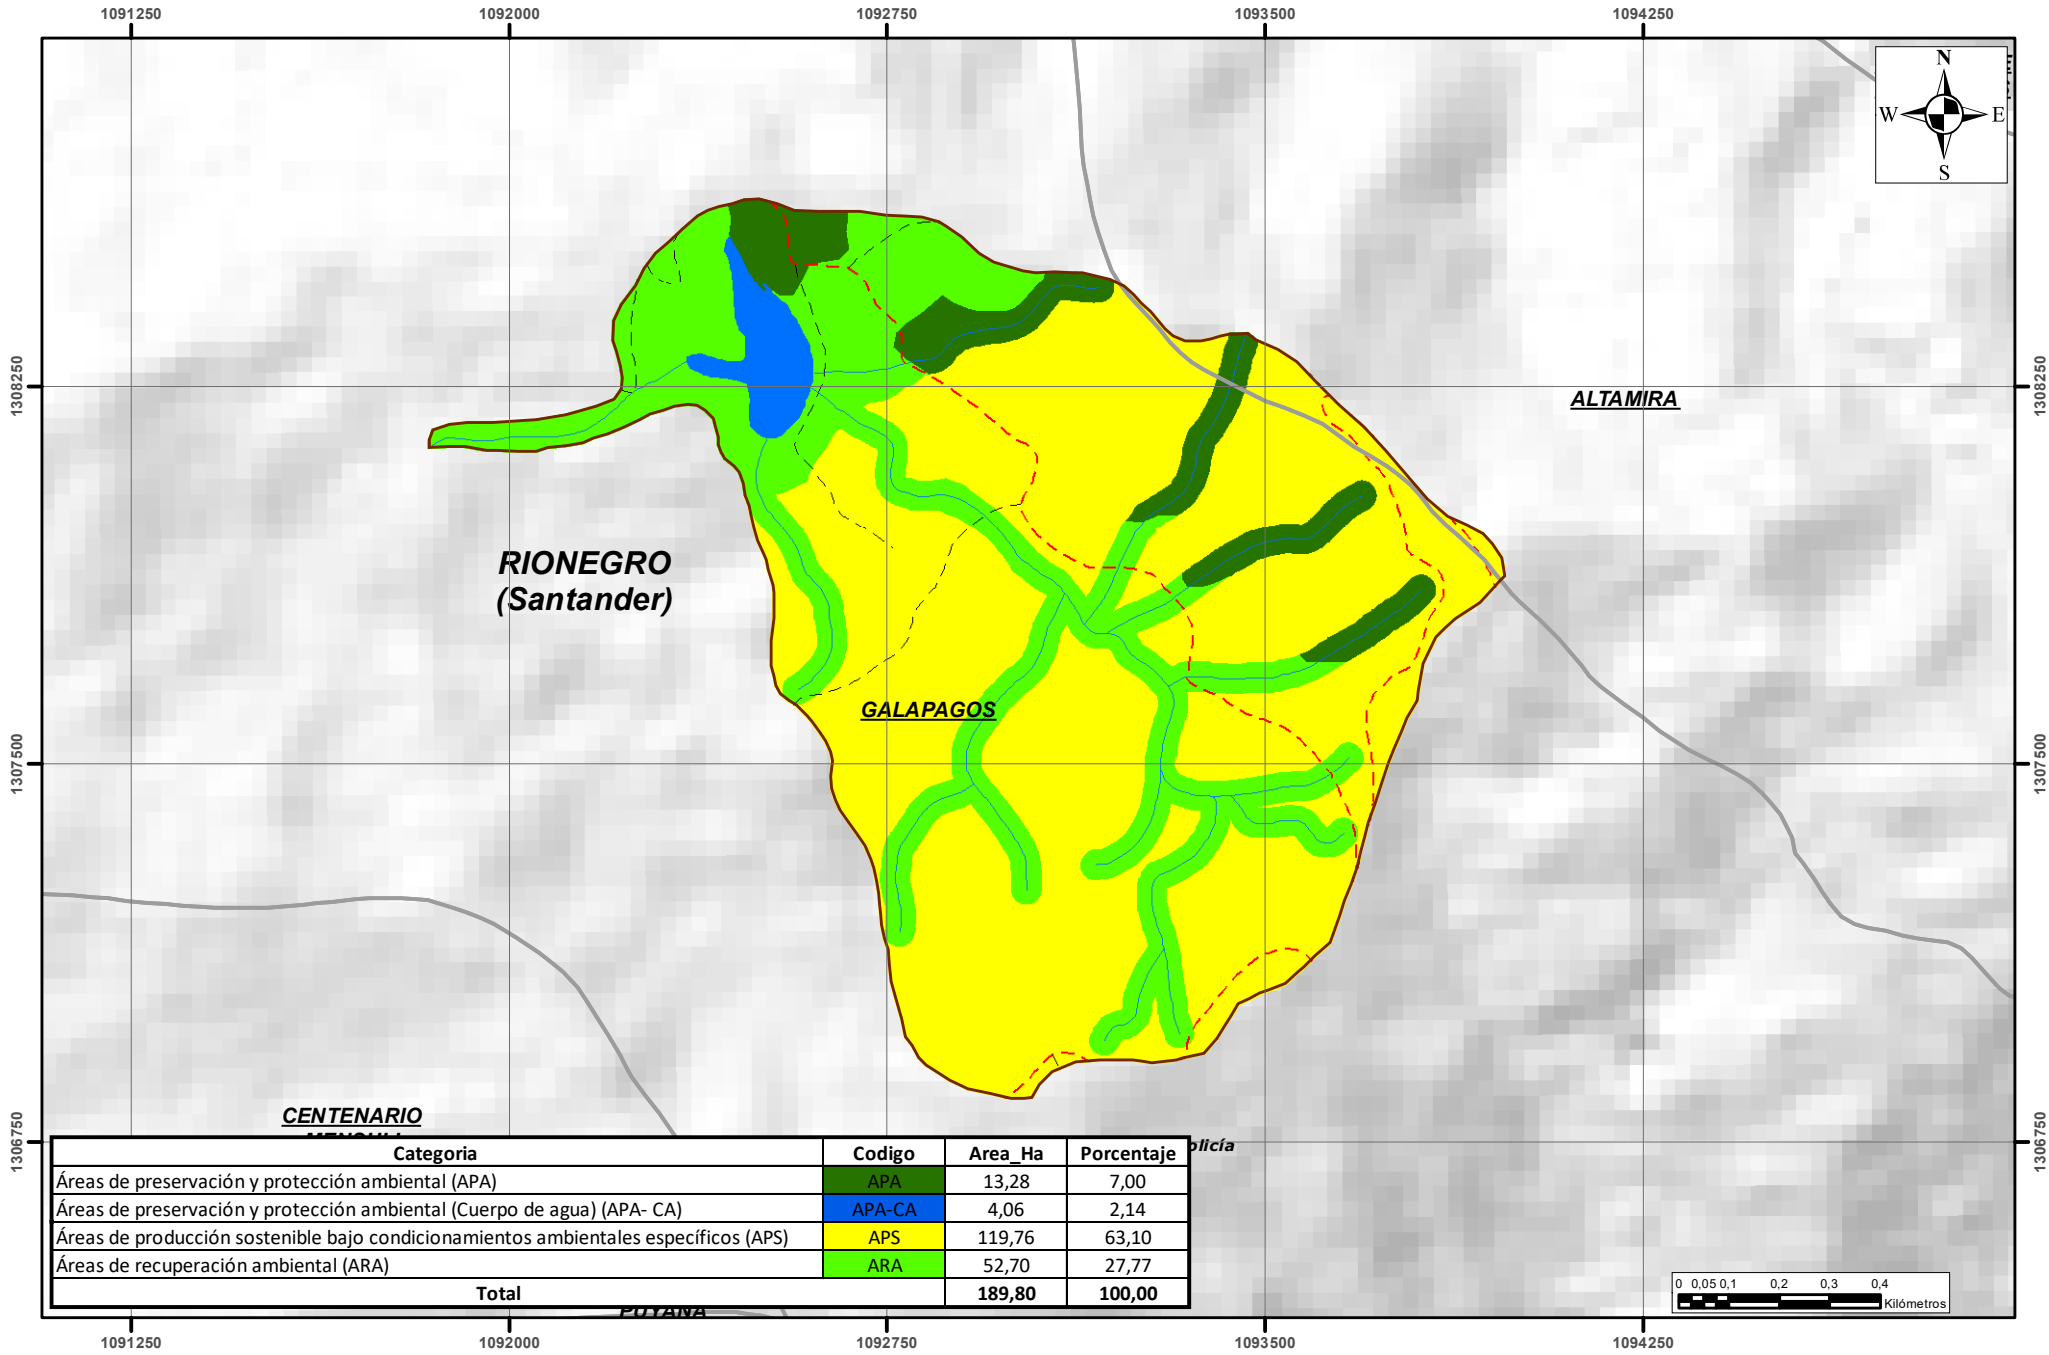 1091250 1092000 1092750 1093500 1094250
N
W E
S
1308250 1308250
ALTAMIRA
RIONEGRO
(Santander)
GALAPAGOS
1307500 1307500
CENTENARIO
1306750 1306750
olicía
Categoria Codigo Area_Ha Porcentaje
Áreas de preservación y protección ambiental (APA) APA 13,28 7,00
Áreas de preservación y protección ambiental (Cuerpo de agua) (APA- CA) APA-CA 4,06 2,14
Áreas de producción sostenible bajo condicionamientos ambientales específicos (APS) APS 119,76 63,10
Áreas de recuperación ambiental (ARA) ARA 52,70 27,77
Total 189,80 100,00
PUYANA
0 0,05 0,1 0,2 0,3 0,4
Kilómetros
1091250 1092000 1092750 1093500 1094250